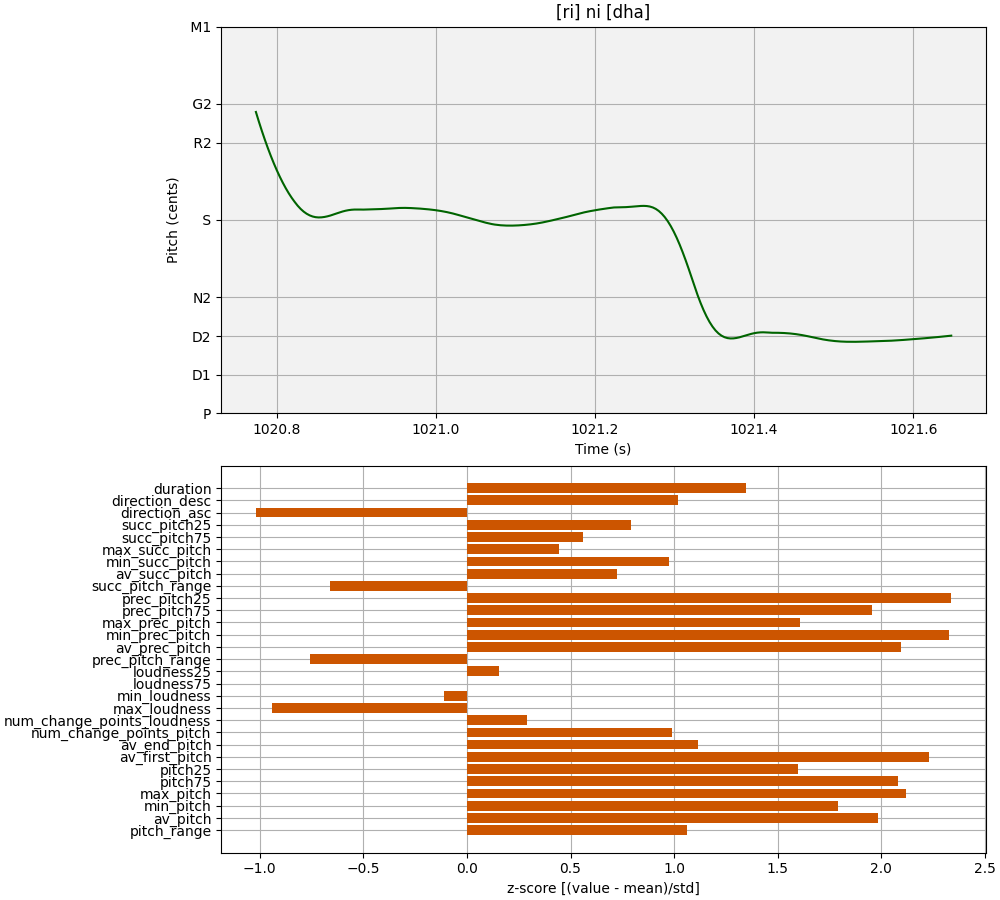 [ri] ni [dha]
M1
G2
R2
S
N2
D2
D1
P
Pitch (cents)
1020.8 1021.0 1021.2 1021.4 1021.6
Time (s)
duration
direction_desc
direction_asc
succ_pitch25
succ_pitch75
max_succ_pitch
min_succ_pitch
av_succ_pitch
succ_pitch_range
prec_pitch25
prec_pitch75
max_prec_pitch
min_prec_pitch
av_prec_pitch
prec_pitch_range
loudness25
loudness75
min_loudness
max_loudness
num_change_points_loudness
num_change_points_pitch
av_end_pitch
av_first_pitch
pitch25
pitch75
max_pitch
min_pitch
av_pitch
pitch_range
−1.0 −0.5 0.0 0.5 1.0 1.5 2.0 2.5
z-score [(value - mean)/std]